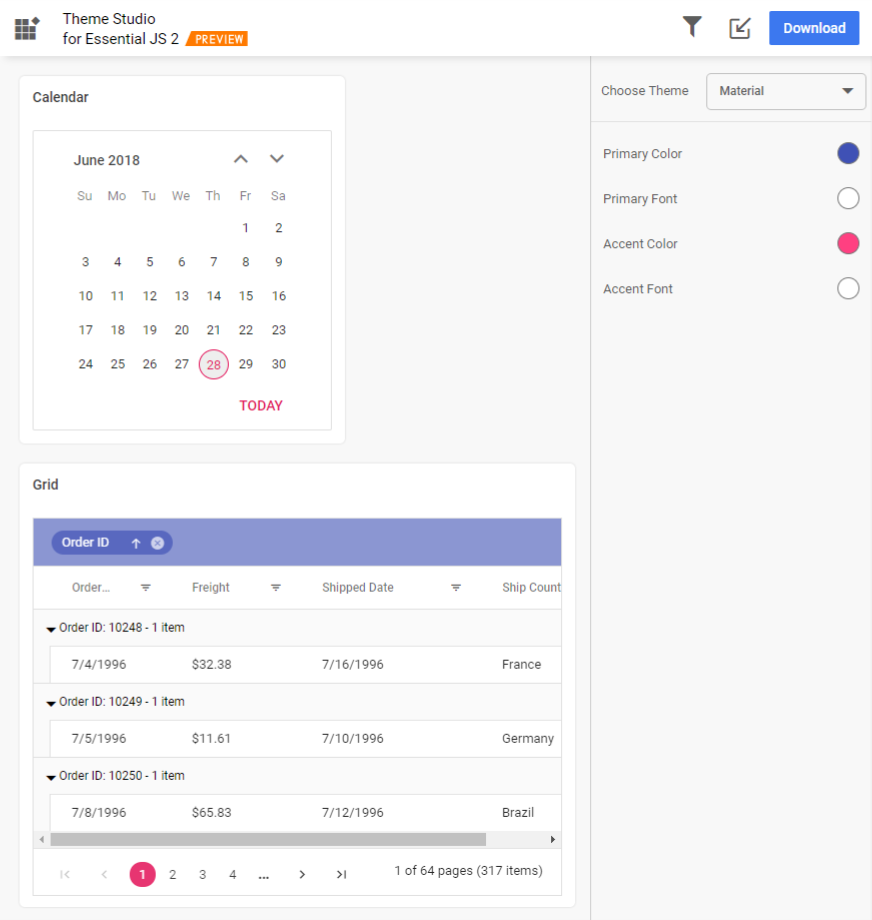 Theme Studio
for Essential JS 2 PREVIEW
Download
Calendar
June 2018
Su Mo Tu We Th Fr Sa
1 2
3 4 5 6 7 8 9
10 11 12 13 14 15 16
17 18 19 20 21 22 23
24 25 26 27 28 29 30
TODAY
Grid
Order ID
Order... Freight Shipped Date Ship Count
Order ID: 10248 - 1 item
7/4/1996 $32.38 7/16/1996 France
Order ID: 10249 - 1 item
7/5/1996 $11.61 7/10/1996 Germany
Order ID: 10250 - 1 item
7/8/1996 $65.83 7/12/1996 Brazil
1 2 3 4 ... 1 of 64 pages (317 items)
Choose Theme Material
Primary Color
Primary Font
Accent Color
Accent Font